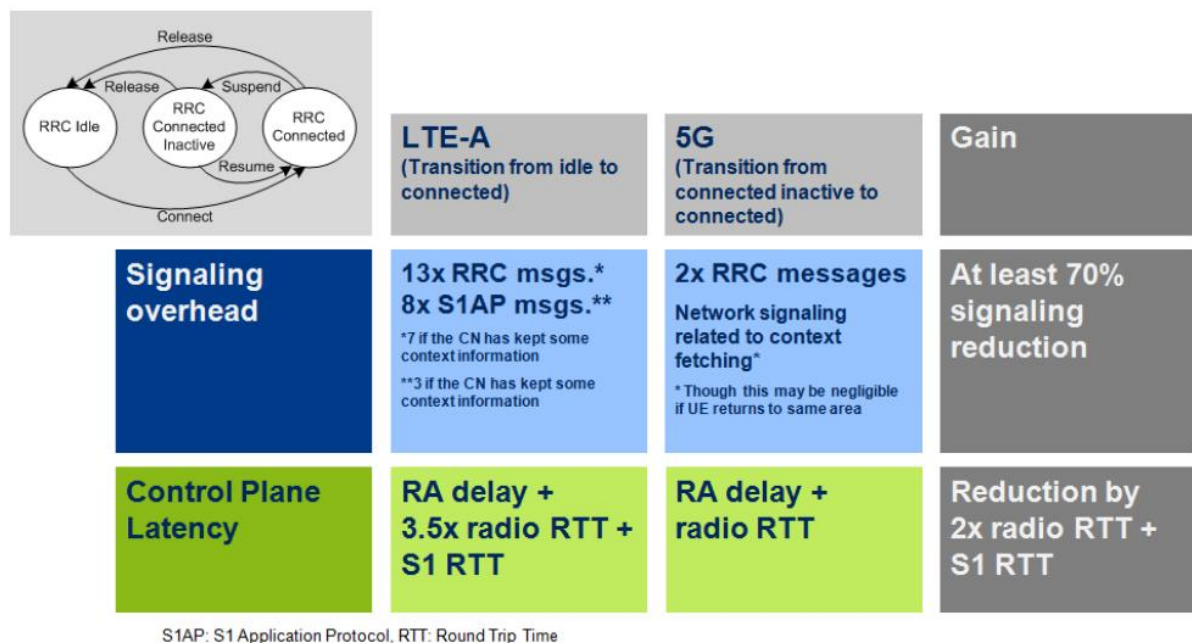 Release
Release
Suspend
RRC Idle
RRC
Connected
Inactive
RRC
Connected
Resume
Connect
LTE-A
(Transition from idle to
connected)
5G
(Transition from
connected inactive to
connected)
Gain
Signaling
overhead
13x RRC msgs.*
8x S1AP msgs.**
*7 if the CN has kept some
context information
**3 if the CN has kept some
context information
2x RRC messages
Network signaling
related to context
fetching*
* Though this may be negligible
if UE returns to same area
At least 70%
signaling
reduction
Control Plane
Latency
RA delay +
3.5x radio RTT +
S1 RTT
RA delay +
radio RTT
Reduction by
2x radio RTT +
S1 RTT
S1AP: S1 Application Protocol, RTT: Round Trip Time